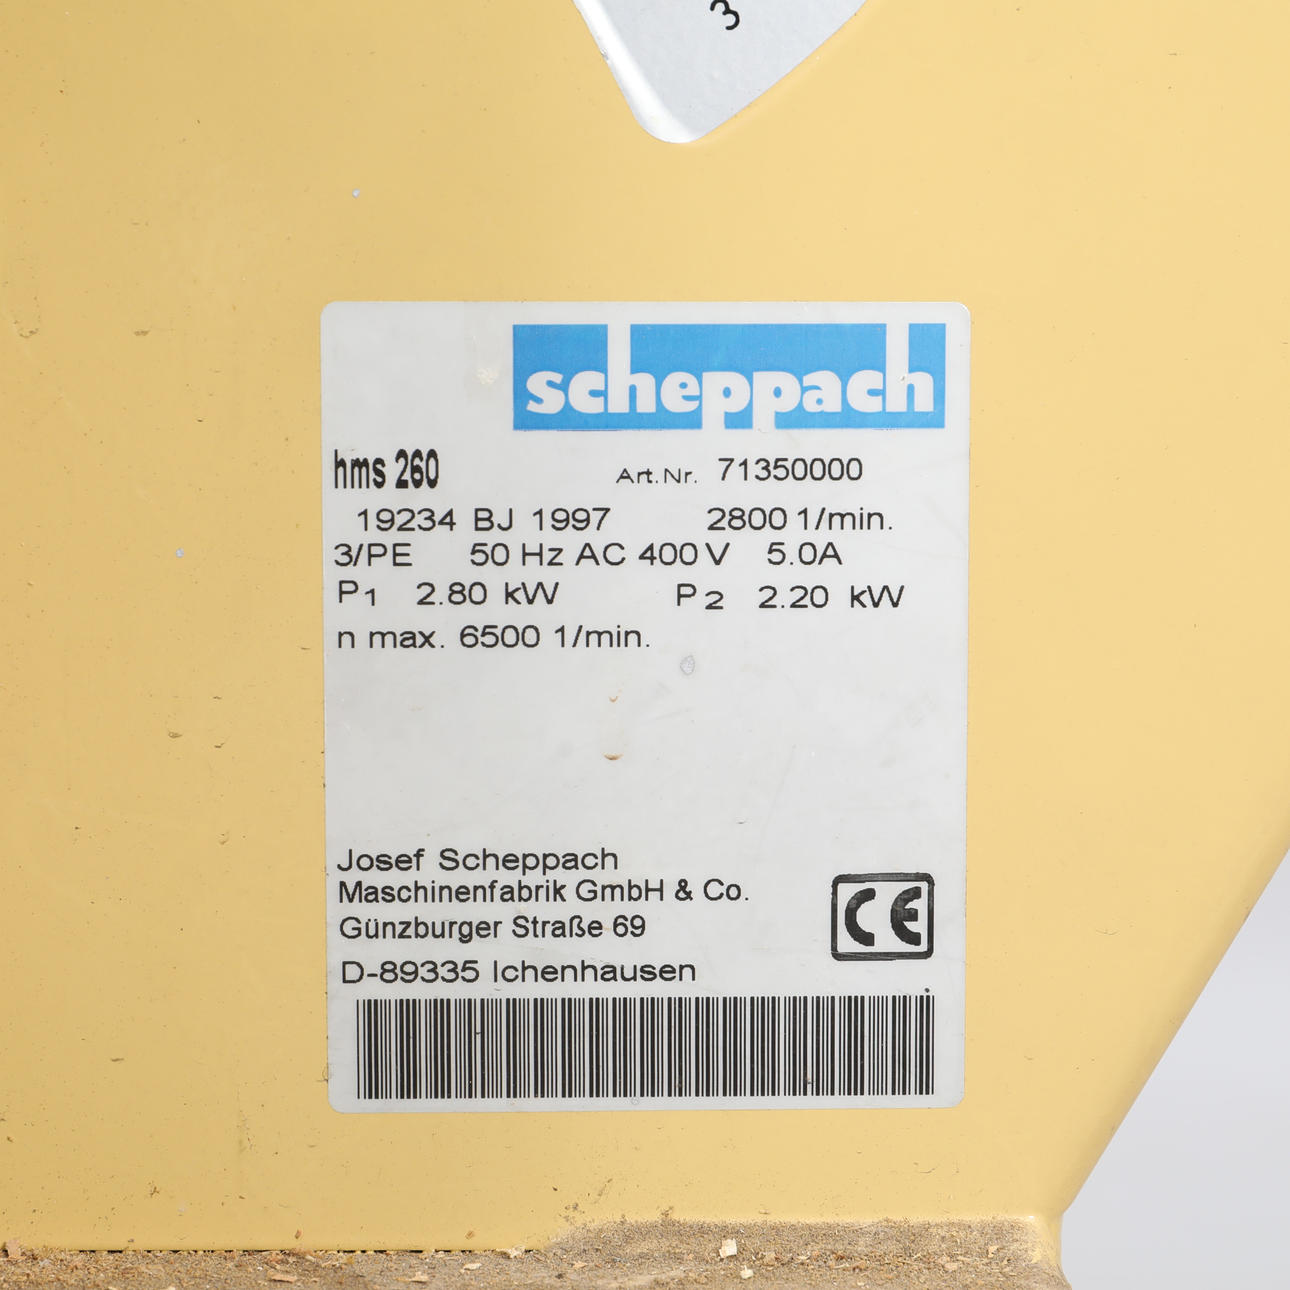 3
scheppach
hms 260 Art.Nr. 71350000
19234 BJ 1997 2800 1/min.
3/PE 50 Hz AC 400 V 5.0A
P1 2.80 kW P2 2.20 kW
n max. 6500 1/min.
Josef Scheppach
Maschinenfabrik GmbH & Co.
Günzburger Straße 69
D-89335 Ichenhausen
CE